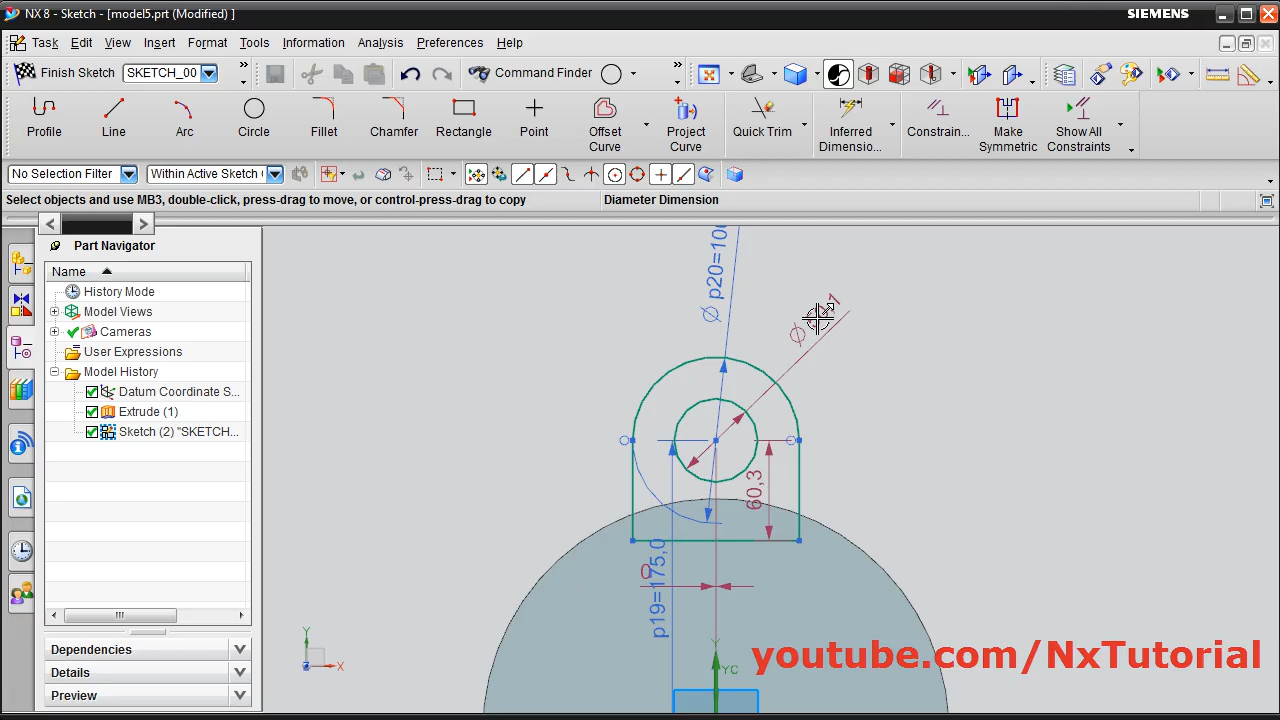 NX 8 - Sketch - [model5.prt (Modified) ]
SIEMENS
Task Edit View Insert Format Tools Information Analysis Preferences Help
Finish Sketch SKETCH_00 Command Finder
Profile Line Arc Circle Fillet Chamfer Rectangle Point Offset Curve Project Curve Quick Trim Inferred Dimensio... Constrain... Make Symmetric Show All Constraints
No Selection Filter Within Active Sketch
Select objects and use MB3, double-click, press-drag to move, or control-press-drag to copy
Diameter Dimension
Part Navigator
Name
History Mode
Model Views
Cameras
User Expressions
Model History
Datum Coordinate S...
Extrude (1)
Sketch (2) "SKETCH...
Dependencies
Details
Preview
Ø p20=100
Ø
60,3
0
p19=175,0
Y
YC
Y
X
youtube.com/NxTutorial